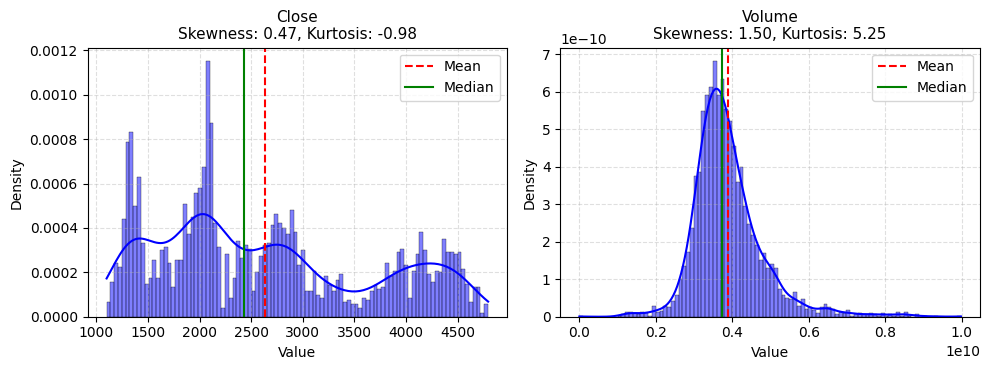 Close
Skewness: 0.47, Kurtosis: -0.98
0.0012
0.0010
0.0008
0.0006
0.0004
0.0002
0.0000
Density
1000 1500 2000 2500 3000 3500 4000 4500
Value
Mean
Median
Volume
Skewness: 1.50, Kurtosis: 5.25
1e−10
7
6
5
4
3
2
1
0
Density
0.0 0.2 0.4 0.6 0.8 1.0
1e10
Value
Mean
Median